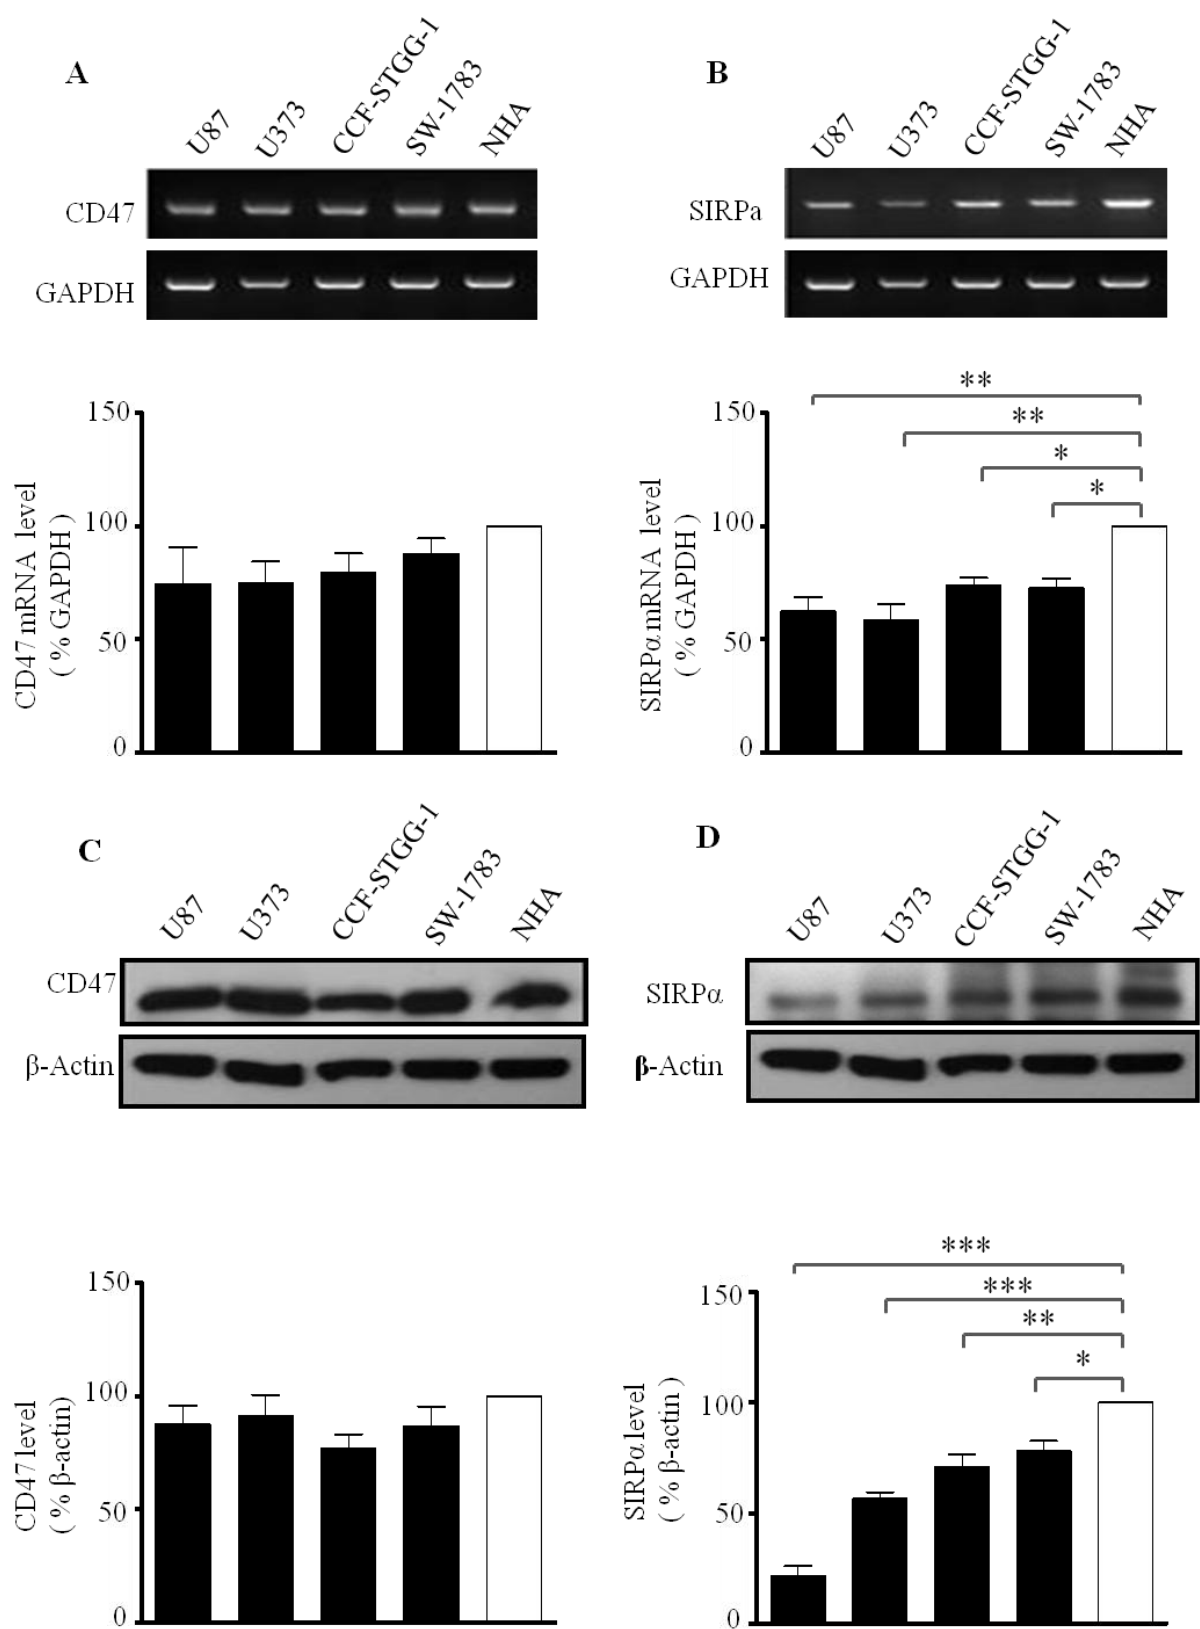 A
U87
U373
CCF-STGG-1
SW-1783
NHA
CD47
GAPDH
150
100
50
0
CD47 mRNA level
( % GAPDH )
B
U87
U373
CCF-STGG-1
SW-1783
NHA
SIRPa
GAPDH
**
**
*
*
150
100
50
0
SIRPα mRNA level
( % GAPDH )
C
U87
U373
CCF-STGG-1
SW-1783
NHA
CD47
β-Actin
150
100
50
0
CD47 level
( % β-actin)
D
U87
U373
CCF-STGG-1
SW-1783
NHA
SIRPα
β-Actin
***
***
**
*
150
100
50
0
SIRPα level
( % β-actin )